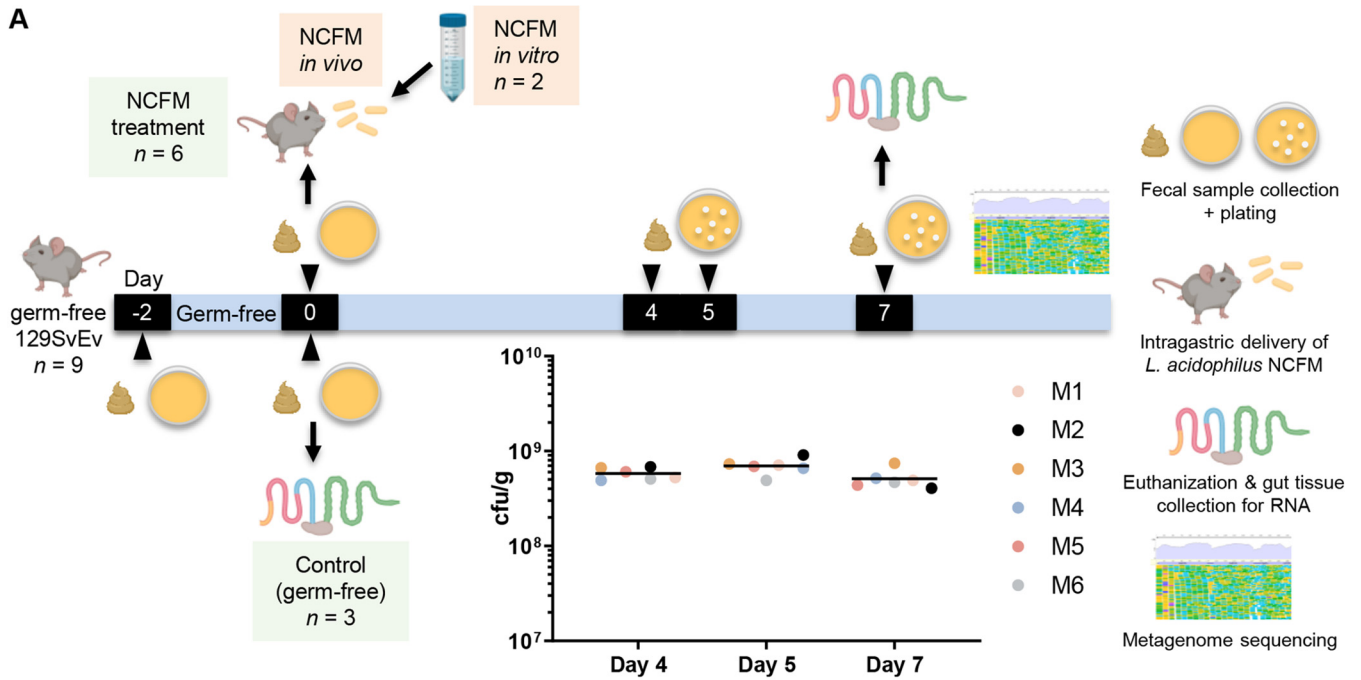 A
NCFM
in vivo
NCFM
in vitro
n = 2
NCFM
treatment
n = 6
Fecal sample collection
+ plating
germ-free
129SvEv
n = 9
Day
-2
Germ-free
0
4
5
7
Intragastric delivery of
L. acidophilus NCFM
Control
(germ-free)
n = 3
cfu/g
10¹⁰
10⁹
10⁸
10⁷
Day 4
Day 5
Day 7
M1
M2
M3
M4
M5
M6
Euthanization & gut tissue
collection for RNA
Metagenome sequencing